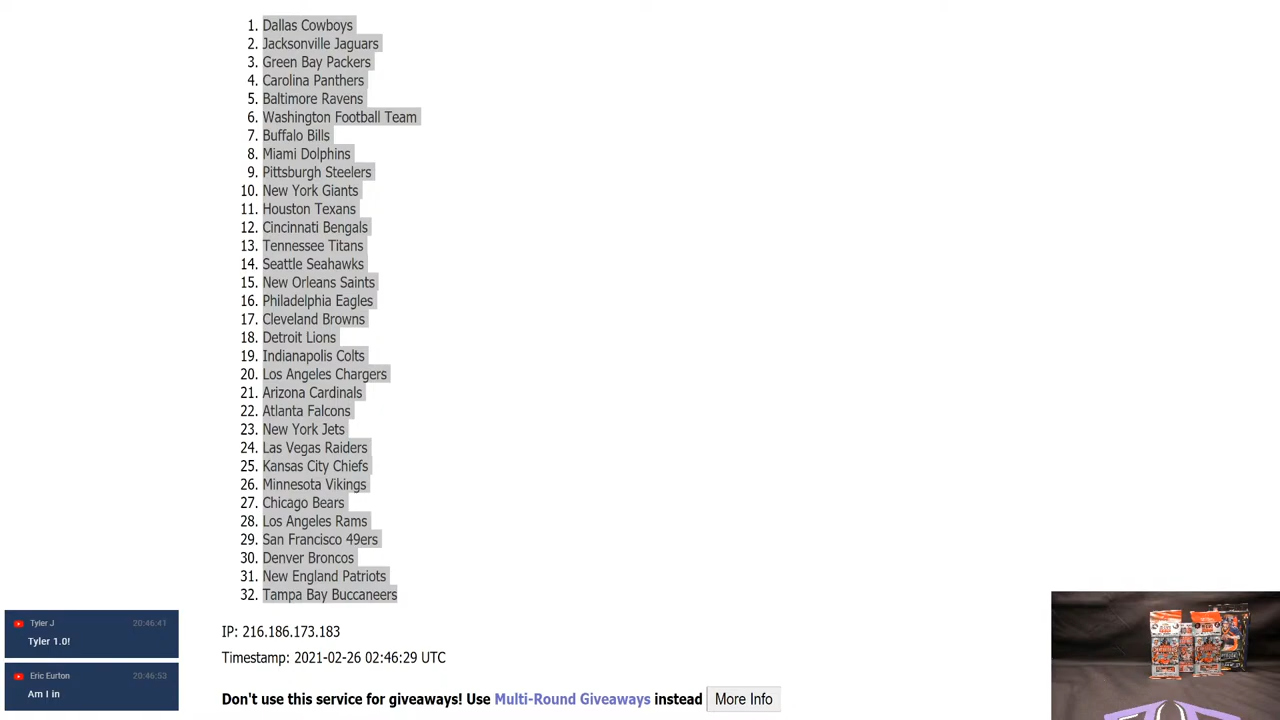 1. Dallas Cowboys
2. Jacksonville Jaguars
3. Green Bay Packers
4. Carolina Panthers
5. Baltimore Ravens
6. Washington Football Team
7. Buffalo Bills
8. Miami Dolphins
9. Pittsburgh Steelers
10. New York Giants
11. Houston Texans
12. Cincinnati Bengals
13. Tennessee Titans
14. Seattle Seahawks
15. New Orleans Saints
16. Philadelphia Eagles
17. Cleveland Browns
18. Detroit Lions
19. Indianapolis Colts
20. Los Angeles Chargers
21. Arizona Cardinals
22. Atlanta Falcons
23. New York Jets
24. Las Vegas Raiders
25. Kansas City Chiefs
26. Minnesota Vikings
27. Chicago Bears
28. Los Angeles Rams
29. San Francisco 49ers
30. Denver Broncos
31. New England Patriots
32. Tampa Bay Buccaneers
IP: 216.186.173.183
Timestamp: 2021-02-26 02:46:29 UTC
Don't use this service for giveaways! Use Multi-Round Giveaways instead More Info
Tyler J 20:46:41
Tyler 1.0!
Eric Eurton 20:46:53
Am I in